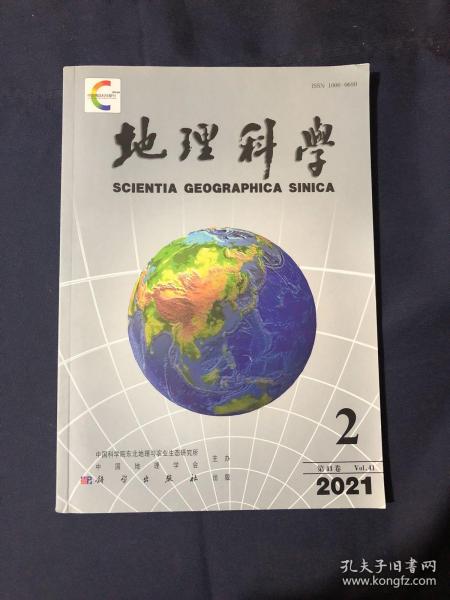 ISSN 1000-0690
地理科学
SCIENTIA GEOGRAPHICA SINICA
2
第41卷 Vol.41
2021
中国科学院东北地理与农业生态研究所
中国地理学会
主办
科学出版社 出版
孔夫子旧书网
www.kongfz.com